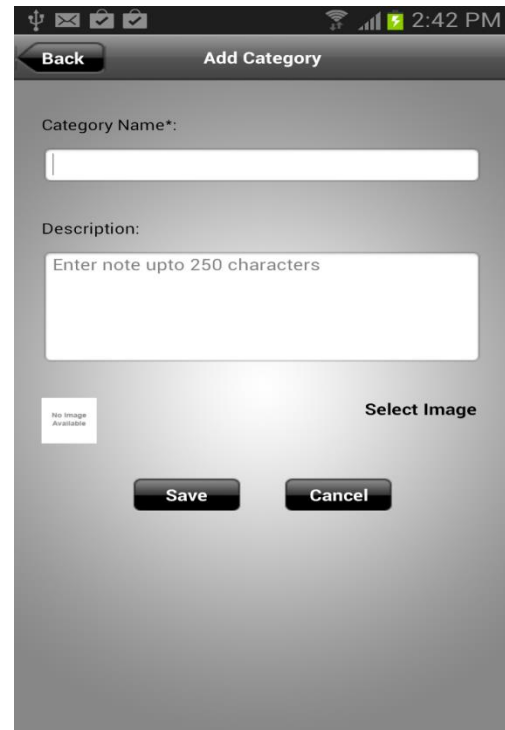 2:42 PM
Back
Add Category
Category Name*:
Description:
Enter note upto 250 characters
No Image
Available
Select Image
Save
Cancel